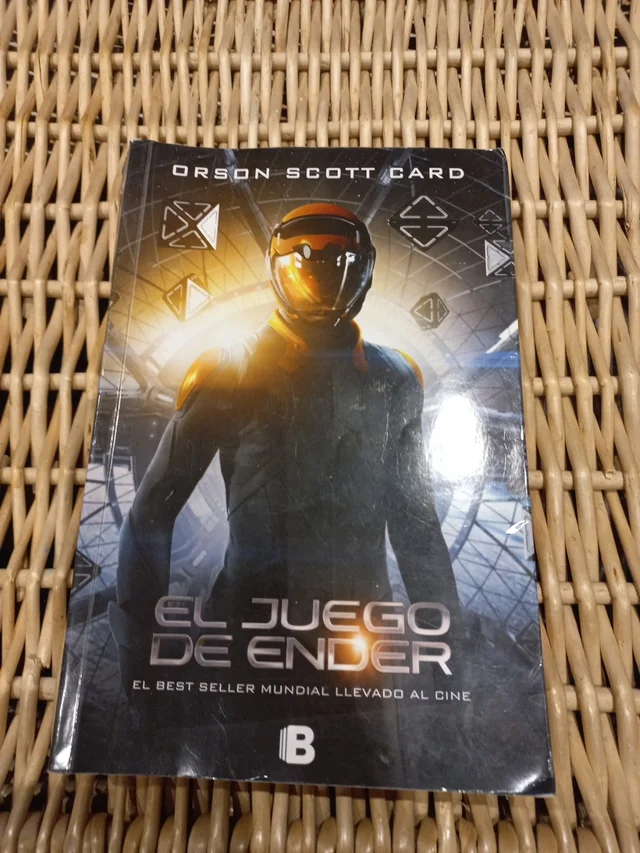 ORSON SCOTT CARD
EL JUEGO
DE ENDER
EL BEST SELLER MUNDIAL LLEVADO AL CINE
B